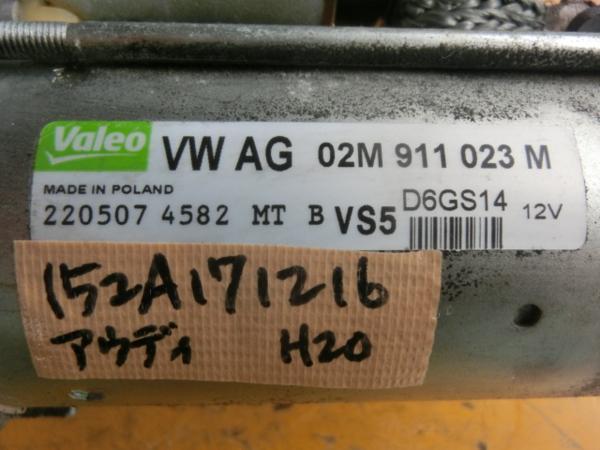 Valeo VW AG 02M 911 023 M
MADE IN POLAND
220507 4582 MT B VS5 D6GS14 12V
152A171216
アウディ H20